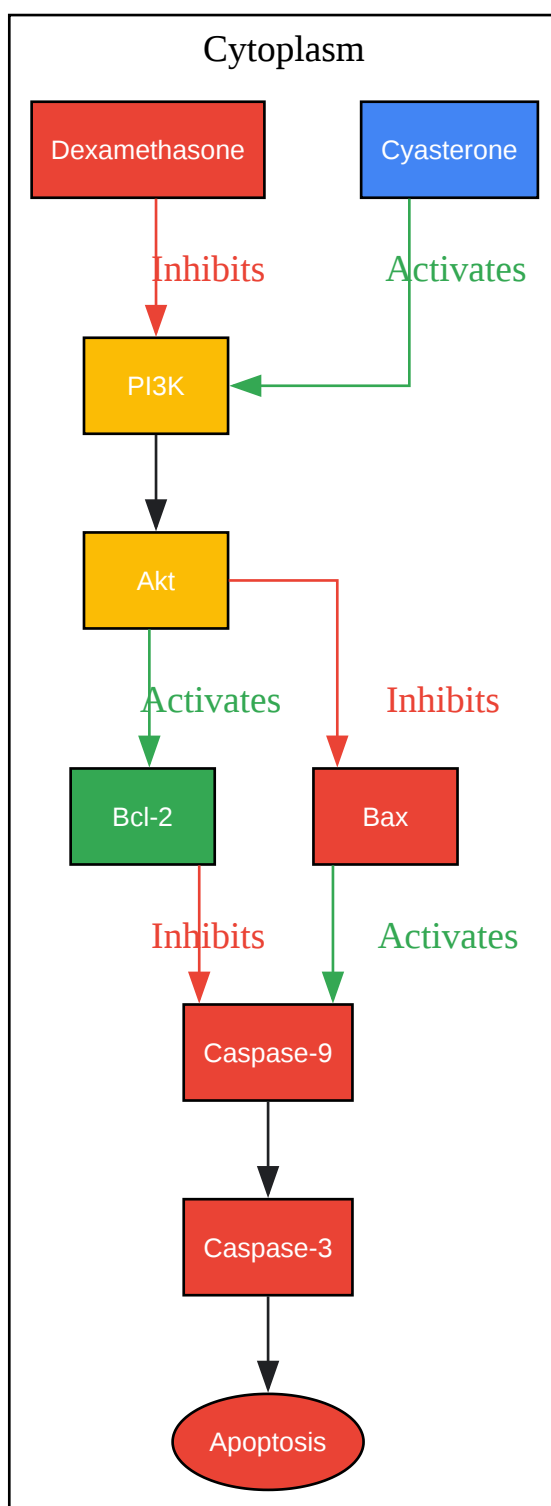 Cytoplasm
Dexamethasone
Cyasterone
Inhibits
Activates
PI3K
Akt
Activates
Inhibits
Bcl-2
Bax
Inhibits
Activates
Caspase-9
Caspase-3
Apoptosis